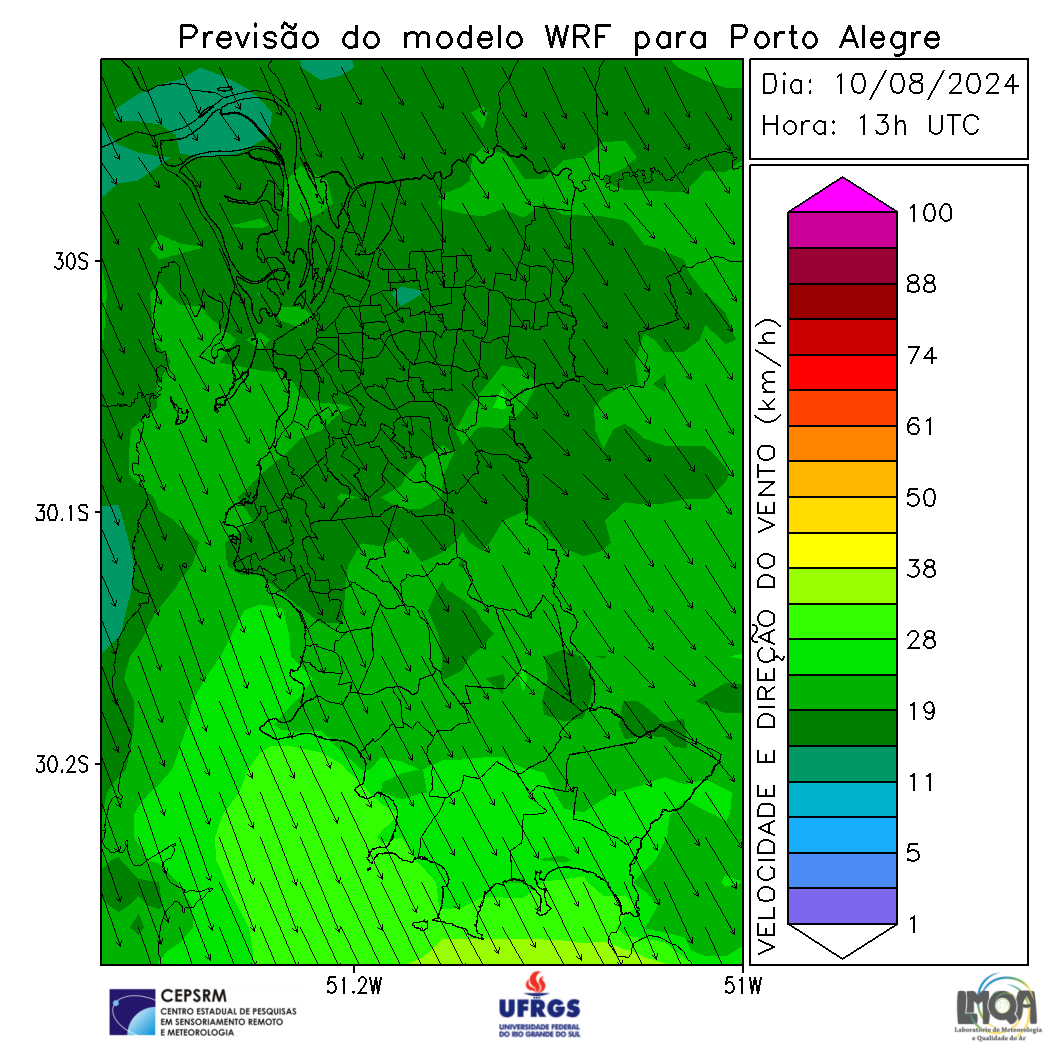 Previsão do modelo WRF para Porto Alegre
Dia: 10/08/2024
Hora: 13h UTC
30S
30.1S
30.2S
51.2W
51W
VELOCIDADE E DIREÇÃO DO VENTO (km/h)
100
88
74
61
50
38
28
19
11
5
1
CEPSRM
CENTRO ESTADUAL DE PESQUISAS
EM SENSORIAMENTO REMOTO
E METEOROLOGIA
UFRGS
UNIVERSIDADE FEDERAL
DO RIO GRANDE DO SUL
LMQA
Laboratório de Meteorologia
e Qualidade do Ar